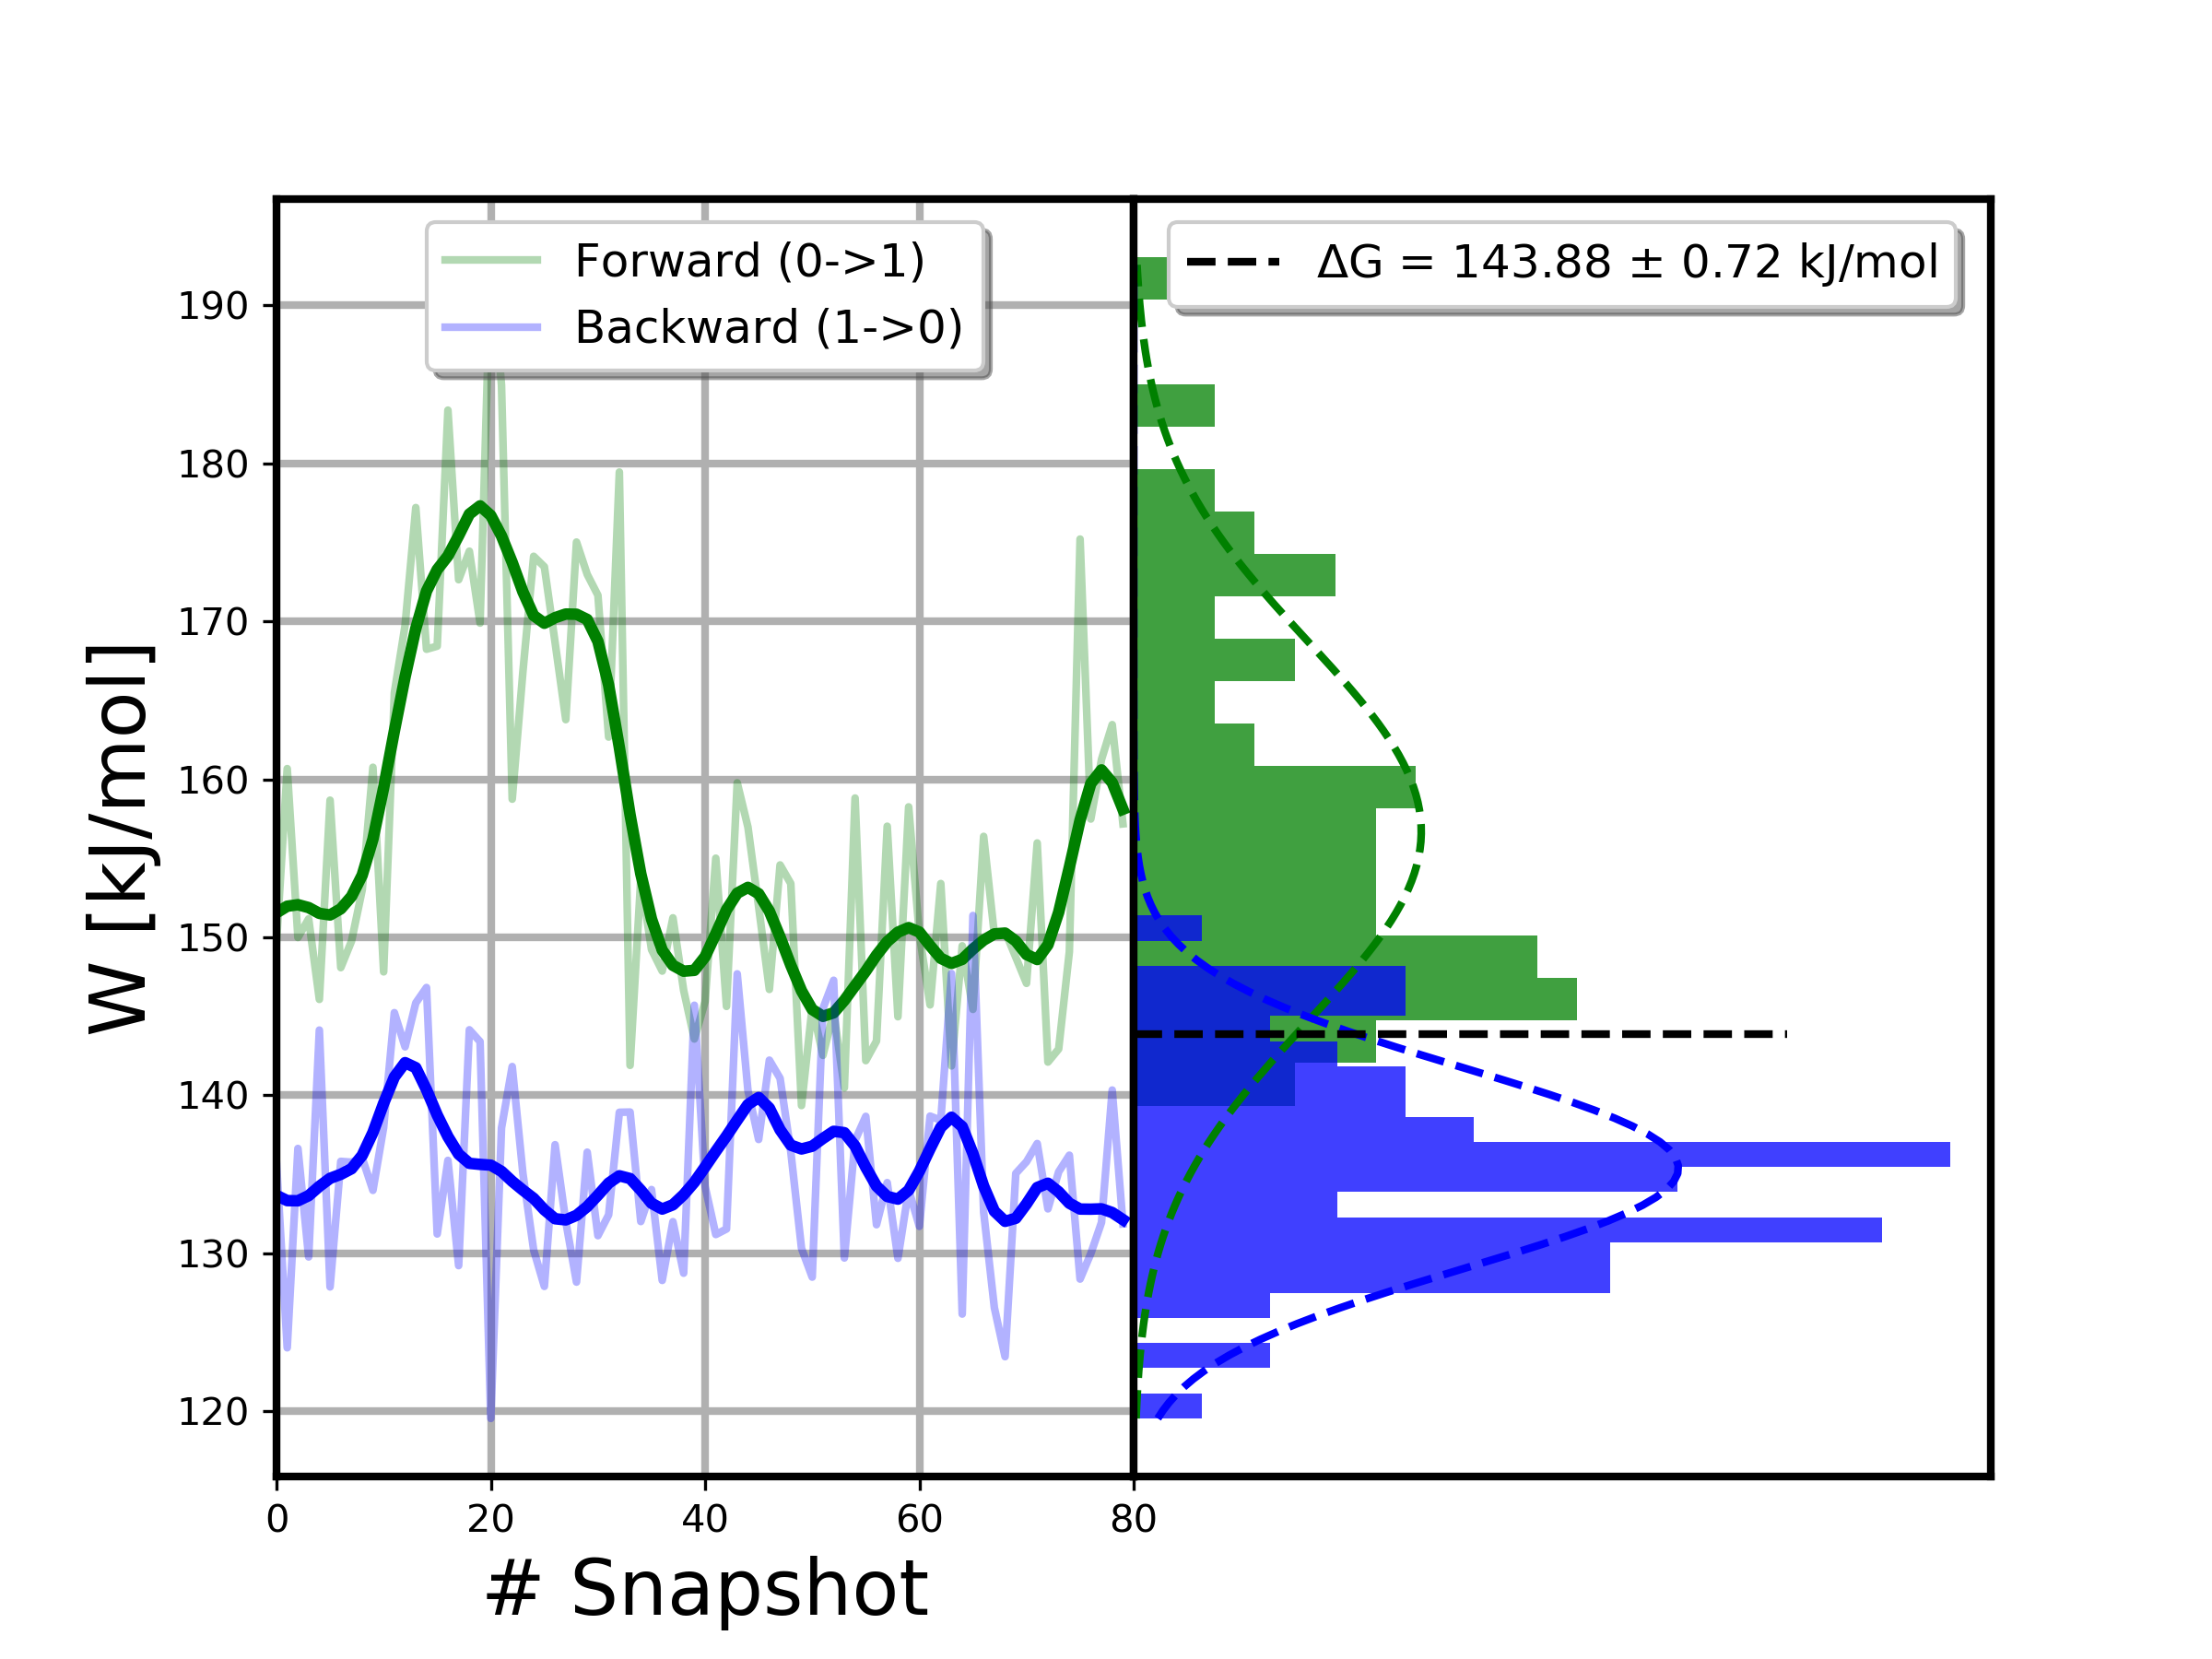 Forward (0->1)
Backward (1->0)
ΔG = 143.88 ± 0.72 kJ/mol
W [kJ/mol]
190
180
170
160
150
140
130
120
0 20 40 60 80
# Snapshot